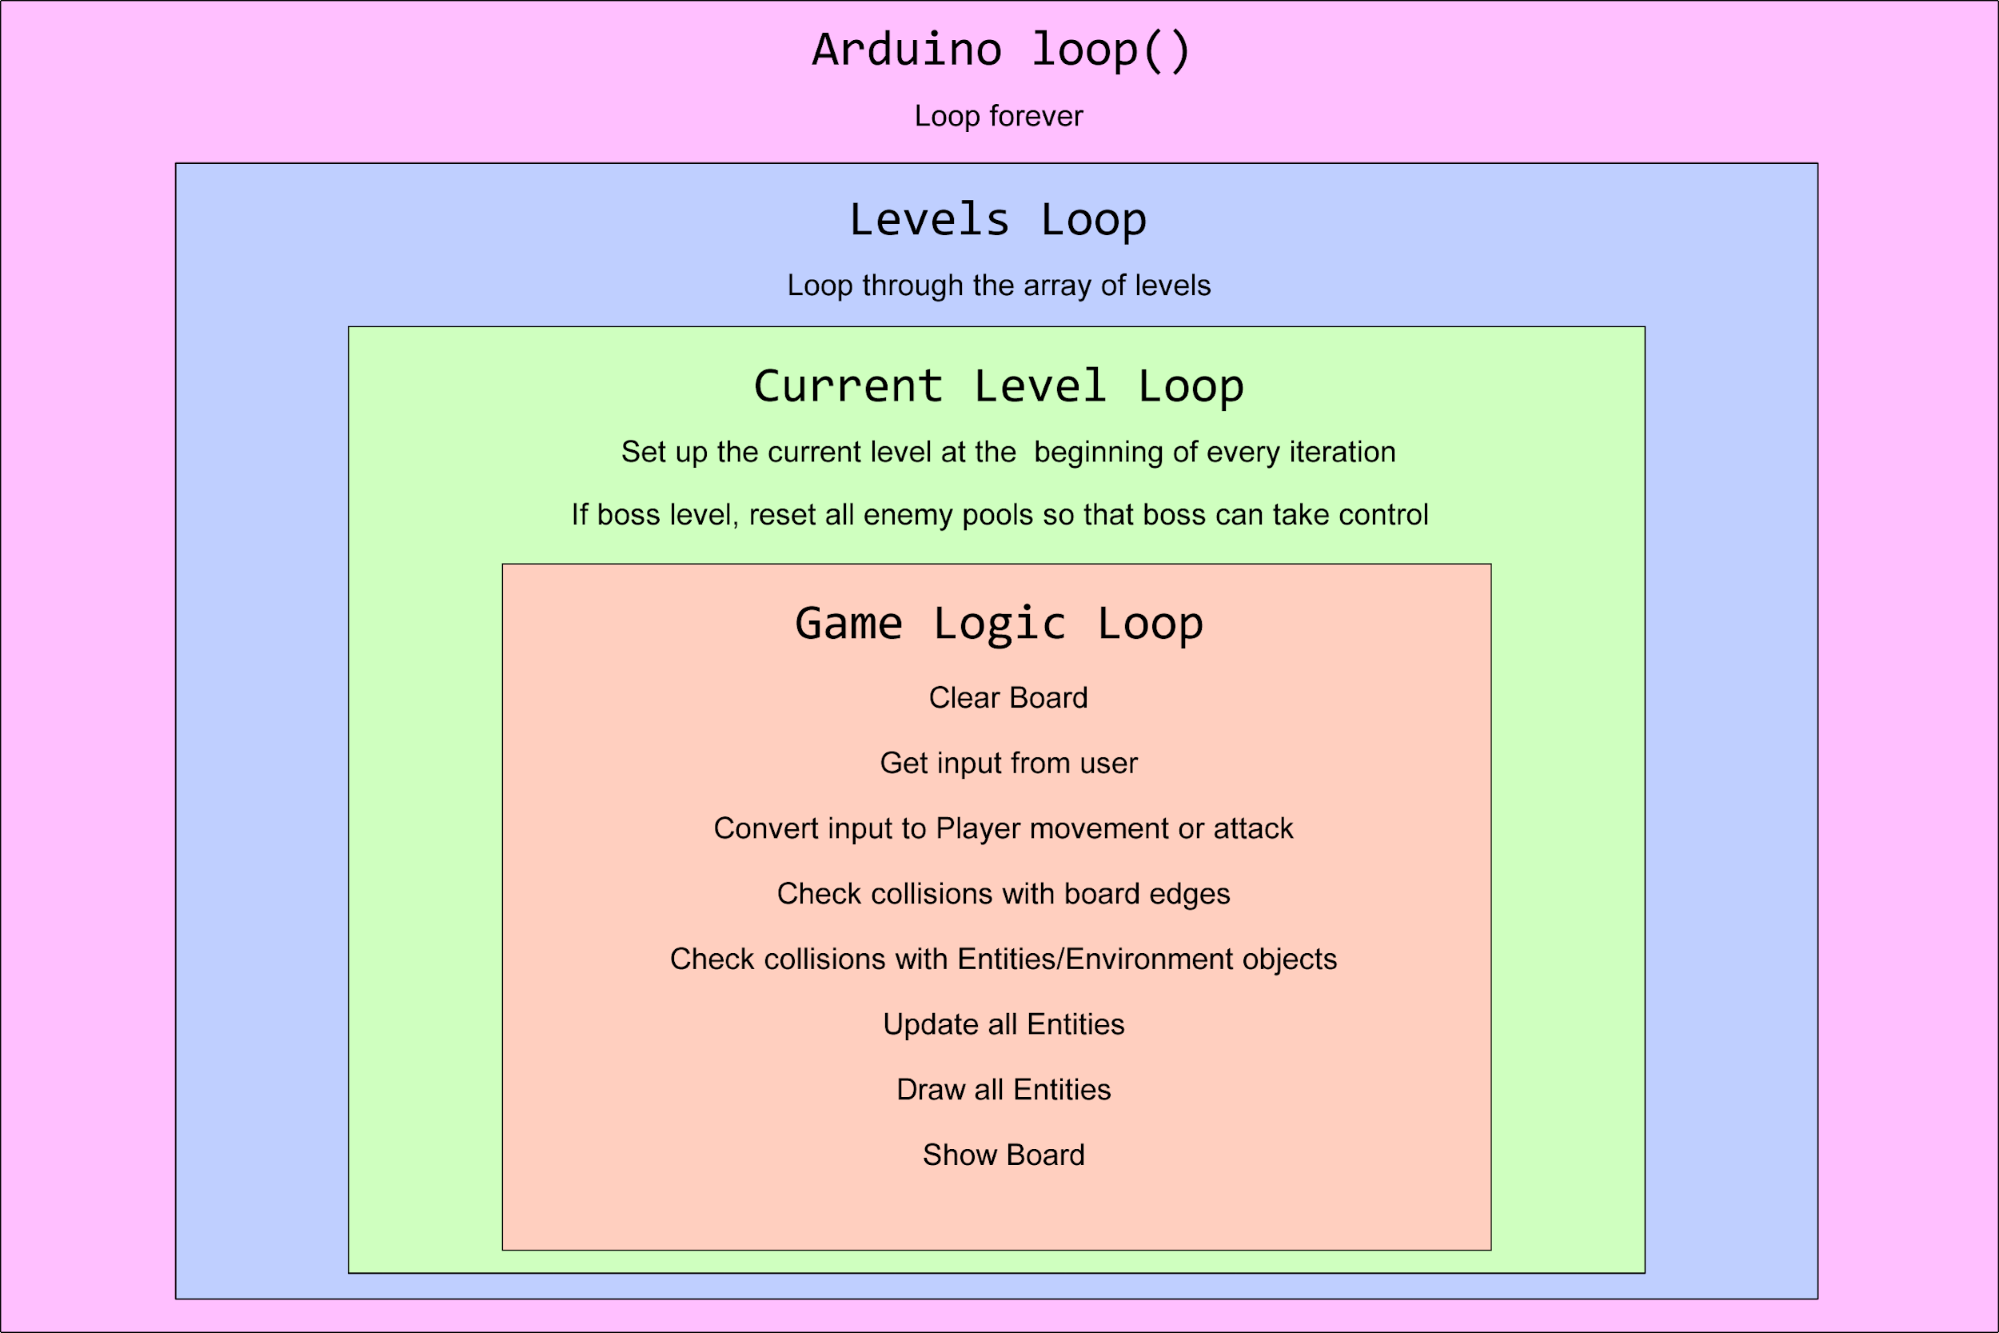 Arduino loop()
Loop forever
Levels Loop
Loop through the array of levels
Current Level Loop
Set up the current level at the  beginning of every iteration
If boss level, reset all enemy pools so that boss can take control
Game Logic Loop
Clear Board
Get input from user
Convert input to Player movement or attack
Check collisions with board edges
Check collisions with Entities/Environment objects
Update all Entities
Draw all Entities
Show Board